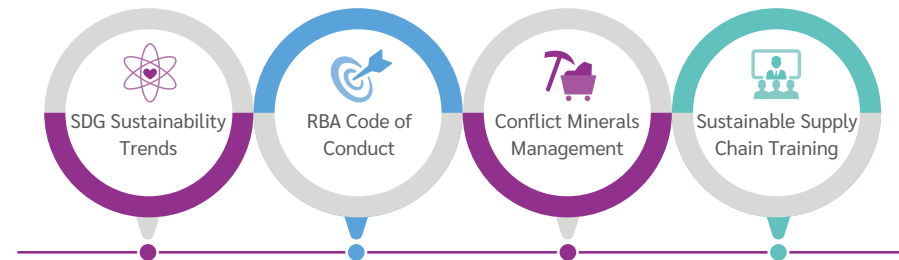 SDG Sustainability
Trends
RBA Code of
Conduct
Conflict Minerals
Management
Sustainable Supply
Chain Training